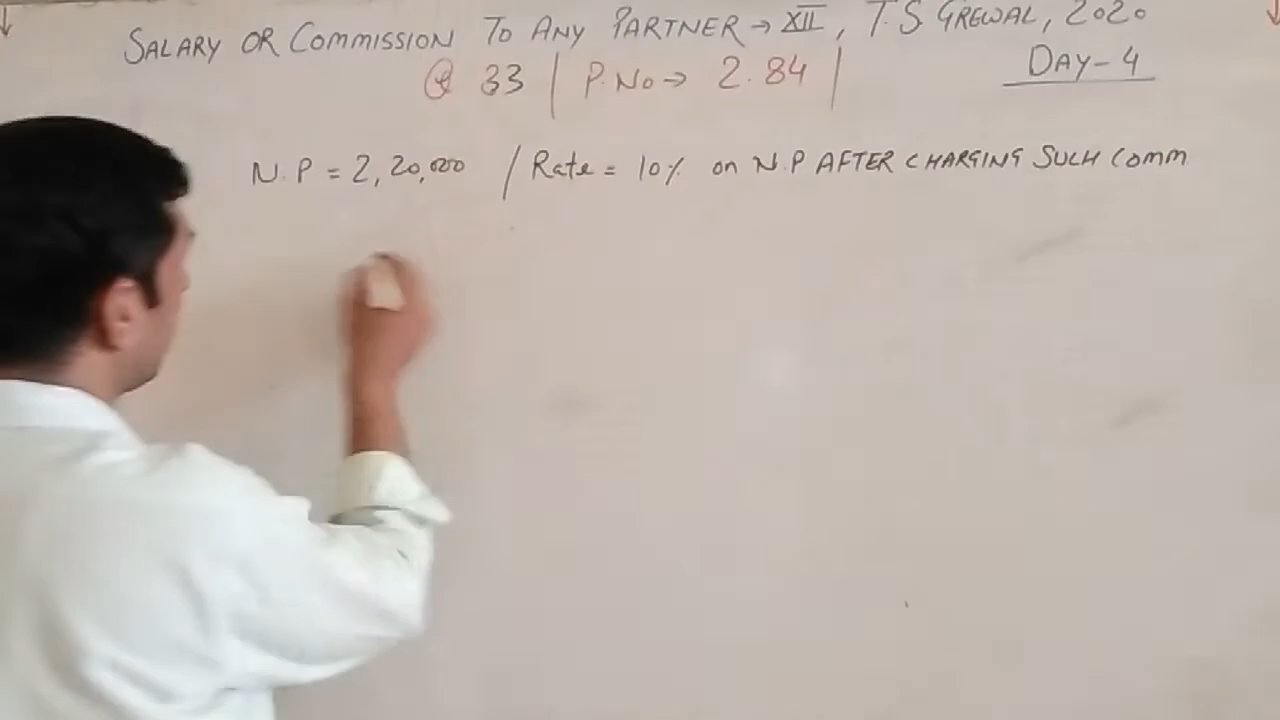 SALARY OR COMMISSION TO ANY PARTNER → XII, T.S GREWAL, 2020
Q 33 | P.No → 2.84 | DAY-4
N.P = 2,20,000 / Rate = 10% on N.P AFTER CHARGING SUCH COMM